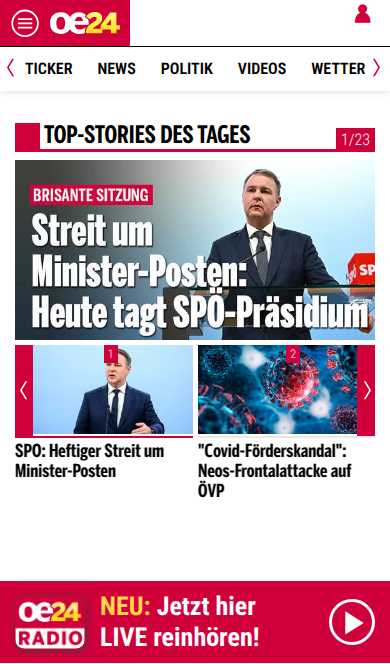 oe24
TICKER NEWS POLITIK VIDEOS WETTER
TOP-STORIES DES TAGES
1/23
BRISANTE SITZUNG
Streit um
Minister-Posten:
Heute tagt SPÖ-Präsidium
SP
1
2
SPO: Heftiger Streit um
Minister-Posten
"Covid-Förderskandal":
Neos-Frontalattacke auf
ÖVP
oe24
RADIO
NEU: Jetzt hier
LIVE reinhören!